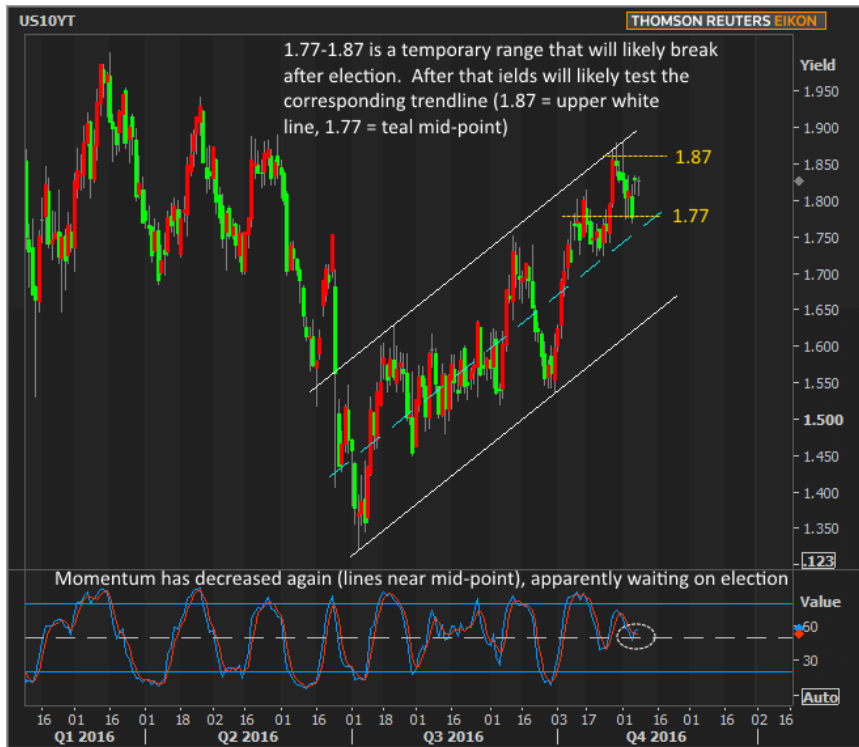 US10YT
THOMSON REUTERS EIKON
1.77-1.87 is a temporary range that will likely break
after election. After that ields will likely test the
corresponding trendline (1.87 = upper white
line, 1.77 = teal mid-point)
Yield
1.950
1.900
1.87
1.850
1.800
1.77
1.750
1.700
1.650
1.600
1.550
1.500
1.450
1.400
1.350
.123
Momentum has decreased again (lines near mid-point), apparently waiting on election
Value
60
30
Auto
16 01 16 01 18 02 16 01 16 01 18 01 16 01 16 03 17 01 16 01 16 02 16
Q1 2016 Q2 2016 Q3 2016 Q4 2016